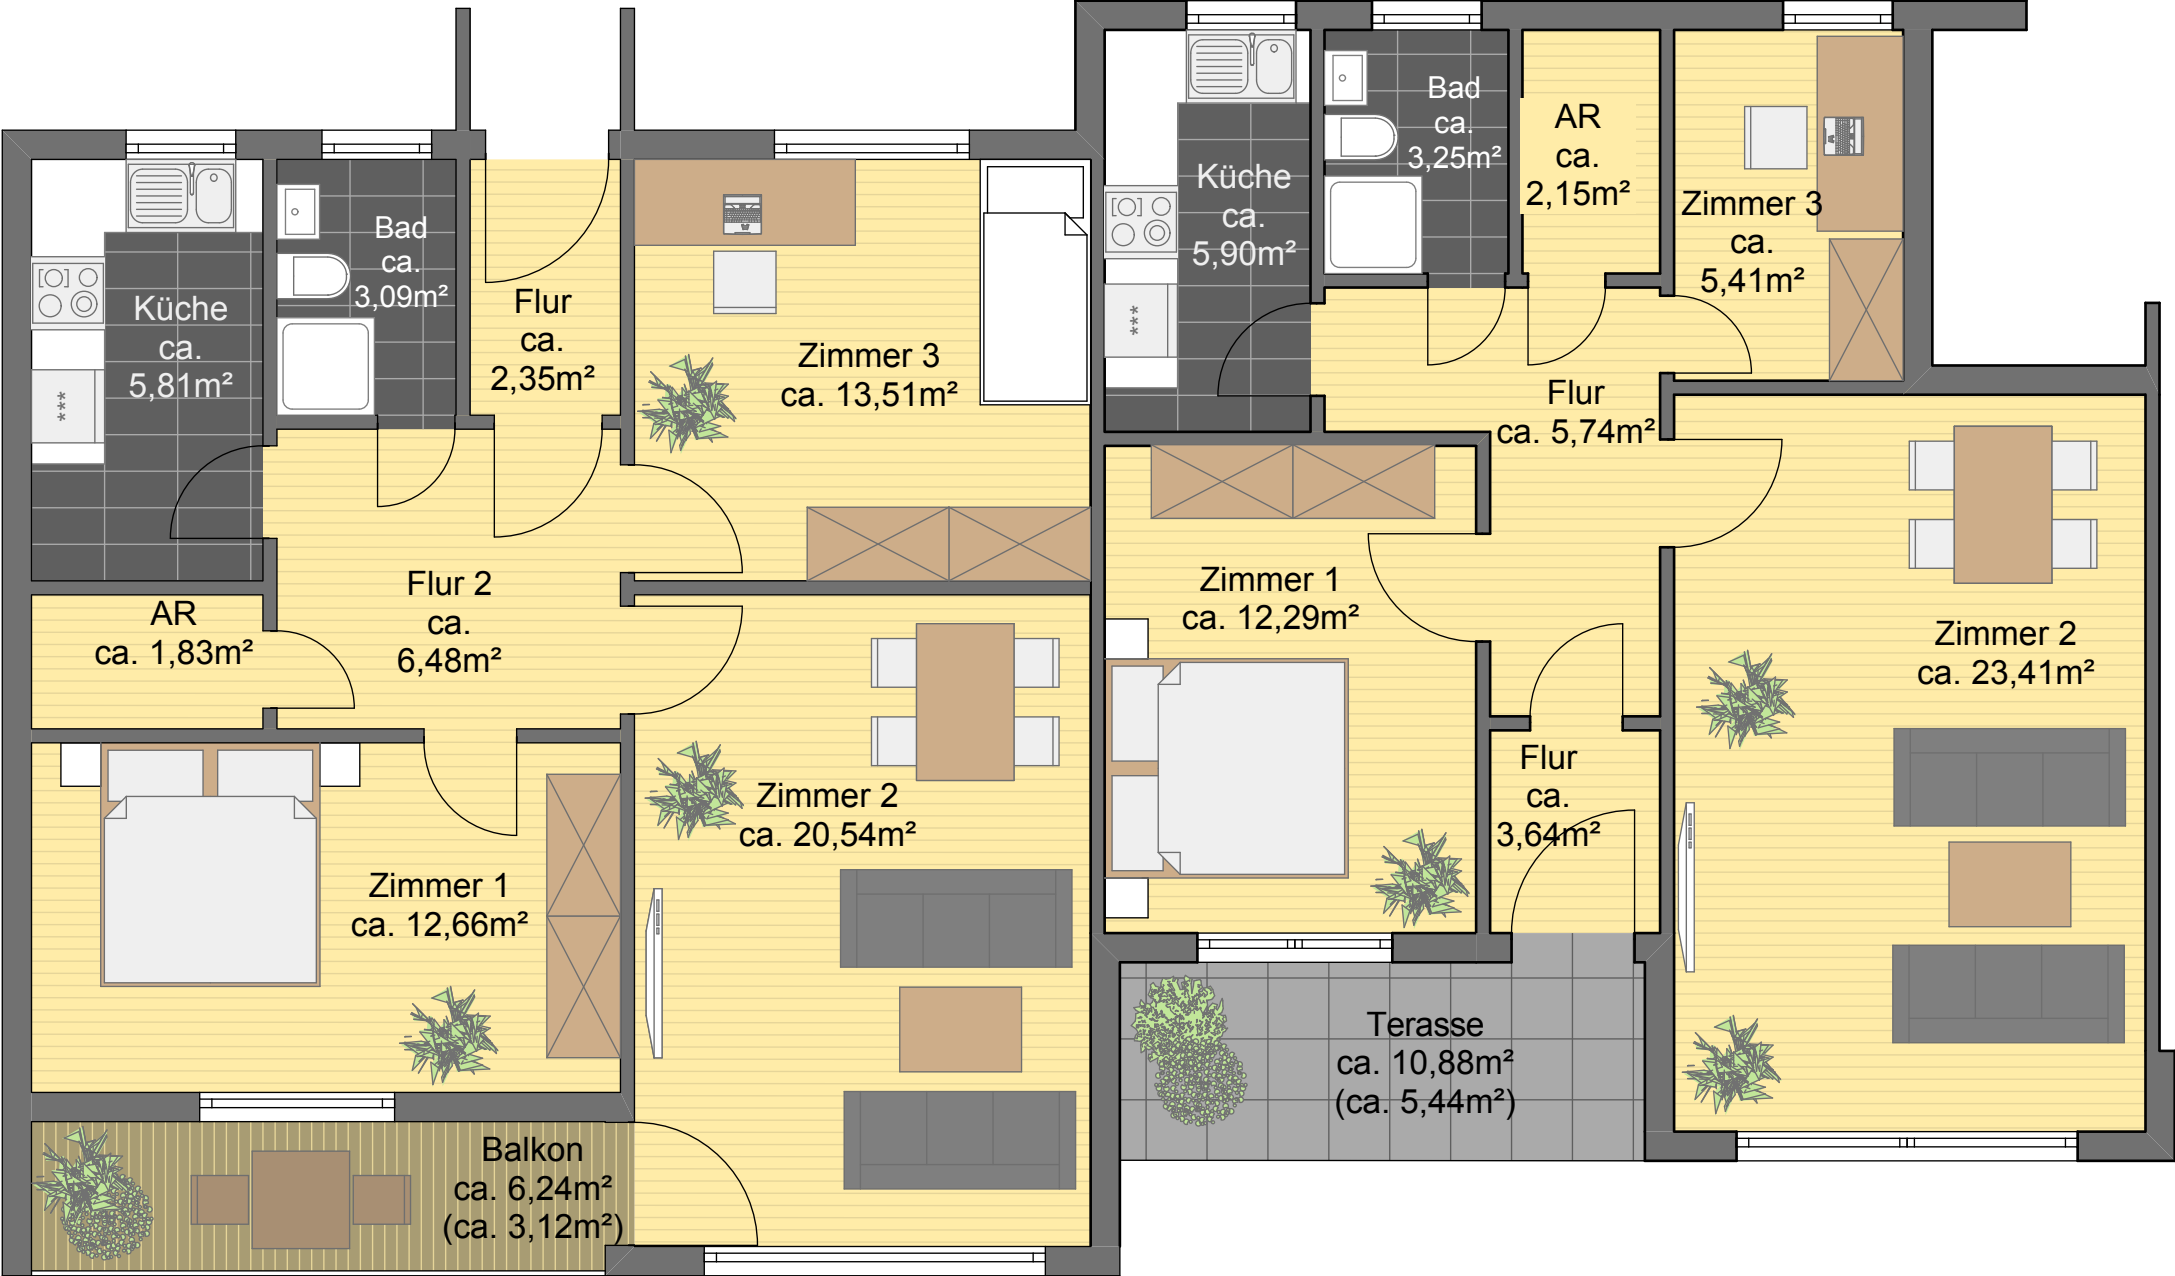 Küche
ca.
5,81m²
Bad
ca.
3,09m²
Flur
ca.
2,35m²
Zimmer 3
ca. 13,51m²
Flur 2
ca.
6,48m²
AR
ca. 1,83m²
Zimmer 1
ca. 12,66m²
Zimmer 2
ca. 20,54m²
Balkon
ca. 6,24m²
(ca. 3,12m²)
***
Küche
ca.
5,90m²
Bad
ca.
3,25m²
AR
ca.
2,15m²
Zimmer 3
ca.
5,41m²
Flur
ca. 5,74m²
Zimmer 1
ca. 12,29m²
Zimmer 2
ca. 23,41m²
Flur
ca.
3,64m²
Terasse
ca. 10,88m²
(ca. 5,44m²)
***